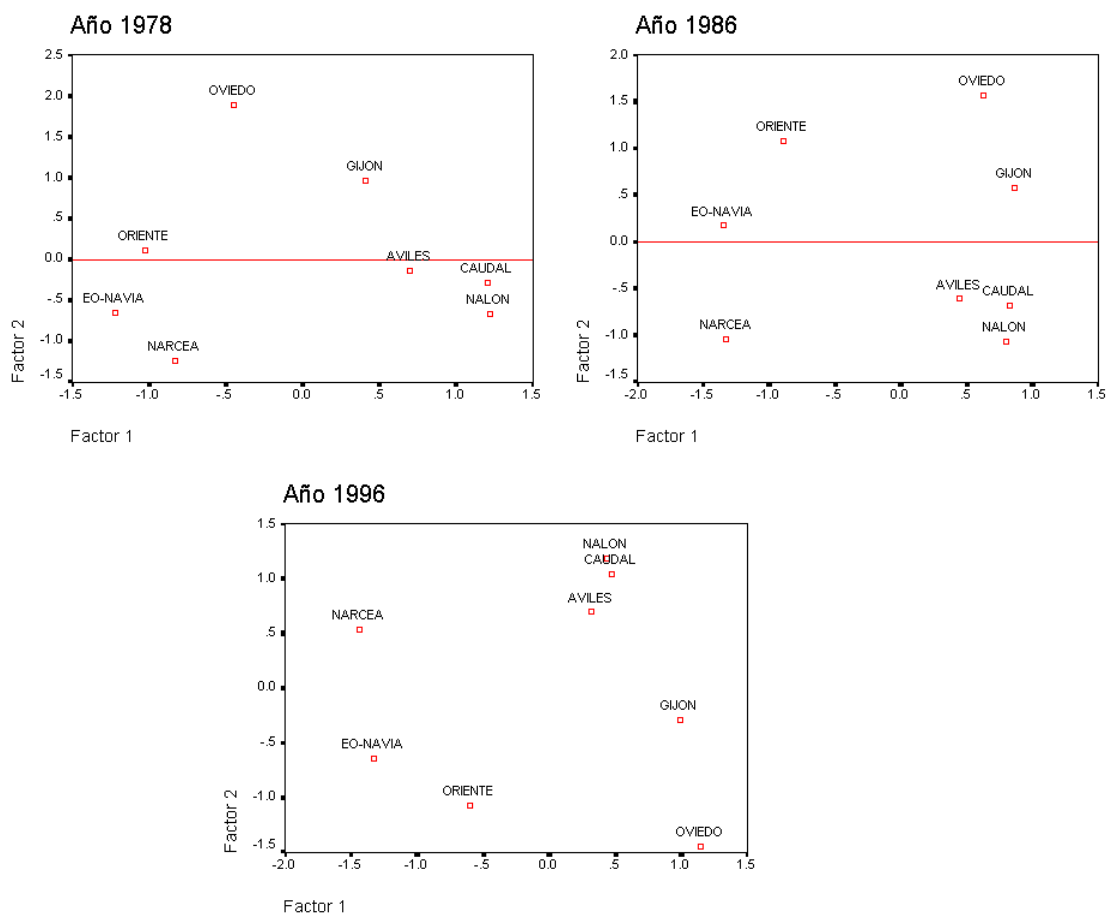 Año 1978
2.5
2.0
1.5
1.0
.5
0.0
-.5
-1.0
-1.5
Factor 2
OVIEDO
GIJON
ORIENTE
AVILES
CAUDAL
EO-NAVIA
NALON
NARCEA
-1.5 -1.0 -.5 0.0 .5 1.0 1.5
Factor 1
Año 1986
2.0
1.5
1.0
.5
0.0
-.5
-1.0
-1.5
Factor 2
OVIEDO
ORIENTE
GIJON
EO-NAVIA
AVILES
CAUDAL
NARCEA
NALON
-2.0 -1.5 -1.0 -.5 0.0 .5 1.0 1.5
Factor 1
Año 1996
1.5
1.0
.5
0.0
-.5
-1.0
-1.5
Factor 2
NALON
CAUDAL
AVILES
NARCEA
GIJON
EO-NAVIA
ORIENTE
OVIEDO
-2.0 -1.5 -1.0 -.5 0.0 .5 1.0 1.5
Factor 1